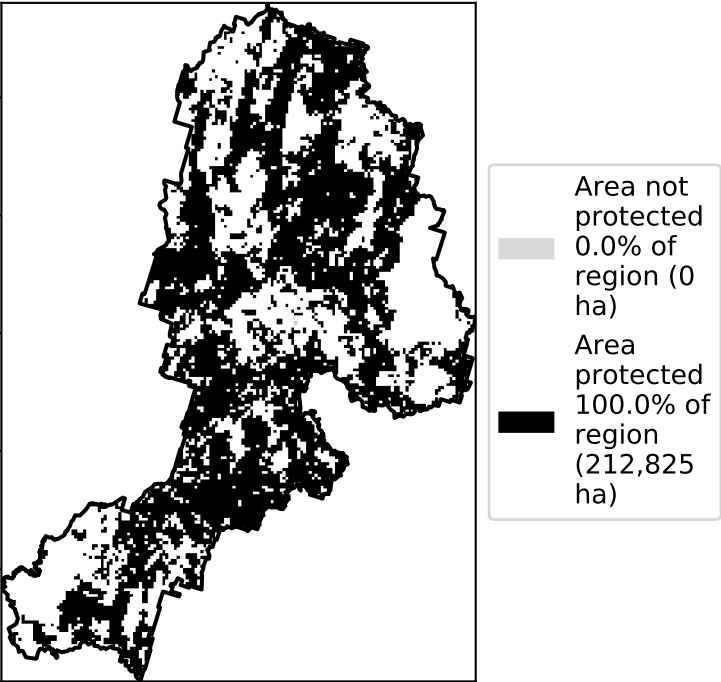 Area not
protected
0.0% of
region (0
ha)
Area
protected
100.0% of
region
(212,825
ha)